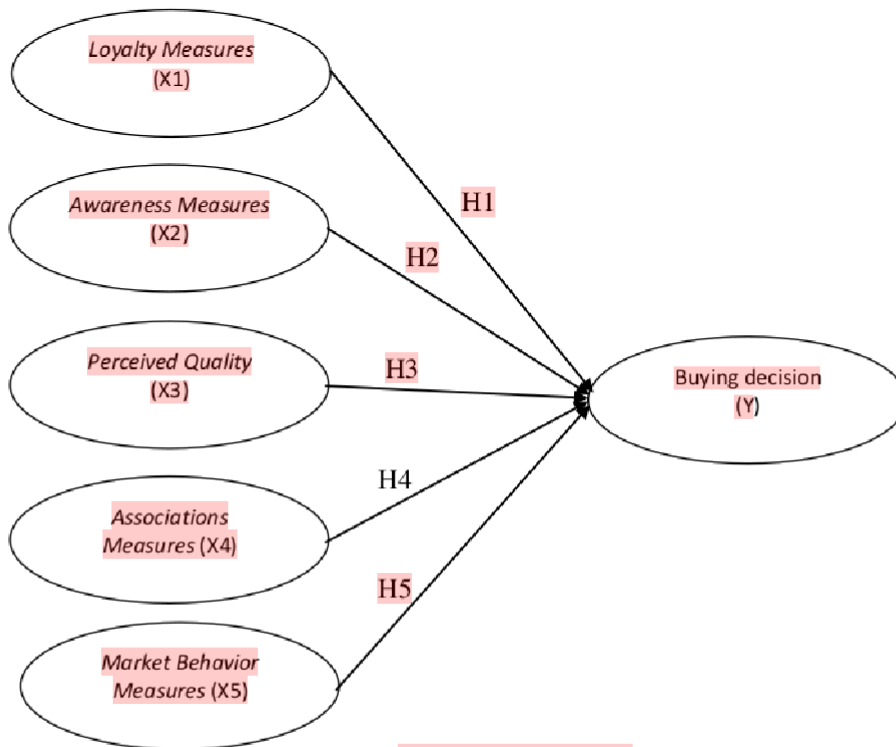 Loyalty Measures
(X1)
H1
Awareness Measures
(X2)
H2
Perceived Quality
(X3)
H3
Buying decision
(Y)
H4
Associations
Measures (X4)
H5
Market Behavior
Measures (X5)